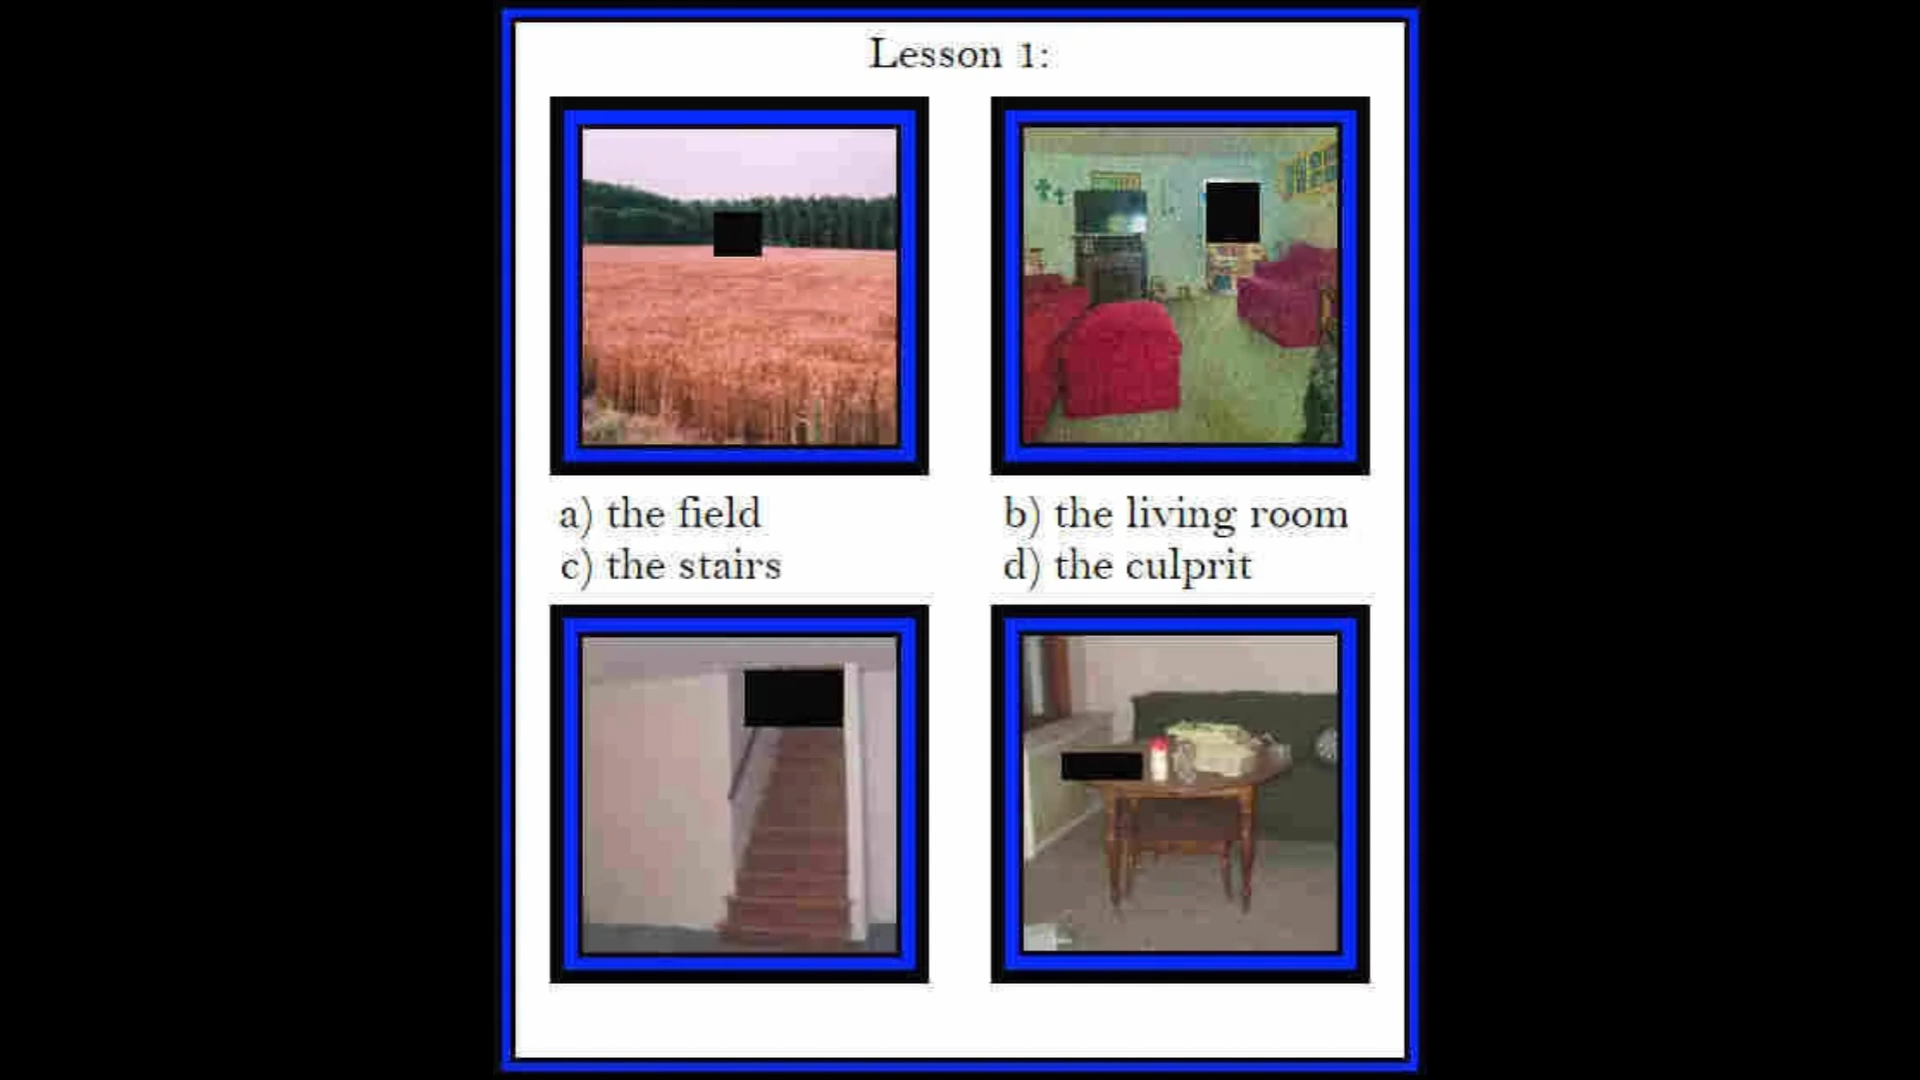 Lesson 1:
a) the field
b) the living room
c) the stairs
d) the culprit